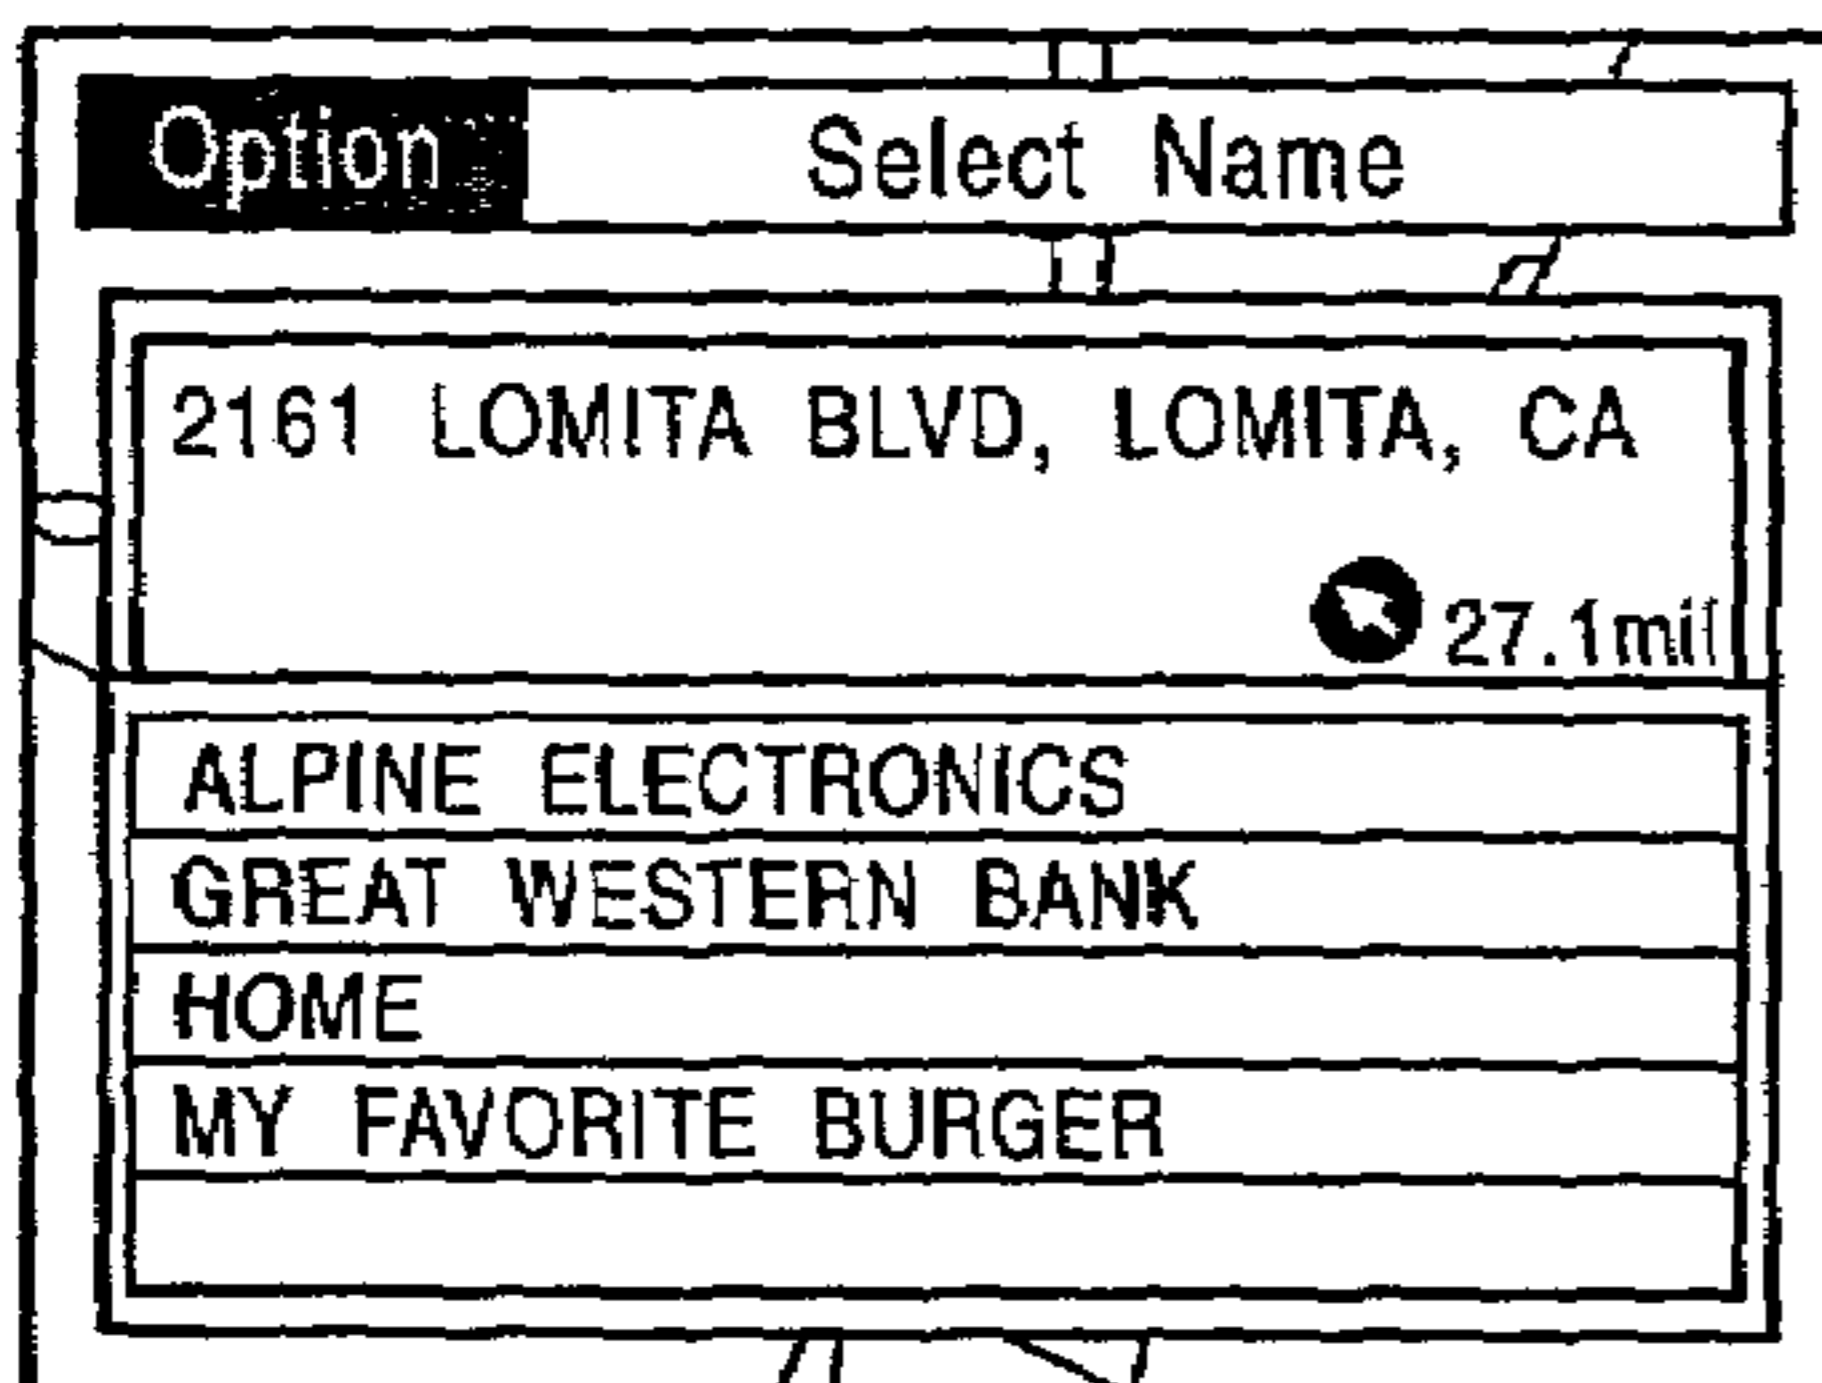 Option Select Name
2161 LOMITA BLVD, LOMITA, CA
27.1mil
ALPINE ELECTRONICS
GREAT WESTERN BANK
HOME
MY FAVORITE BURGER